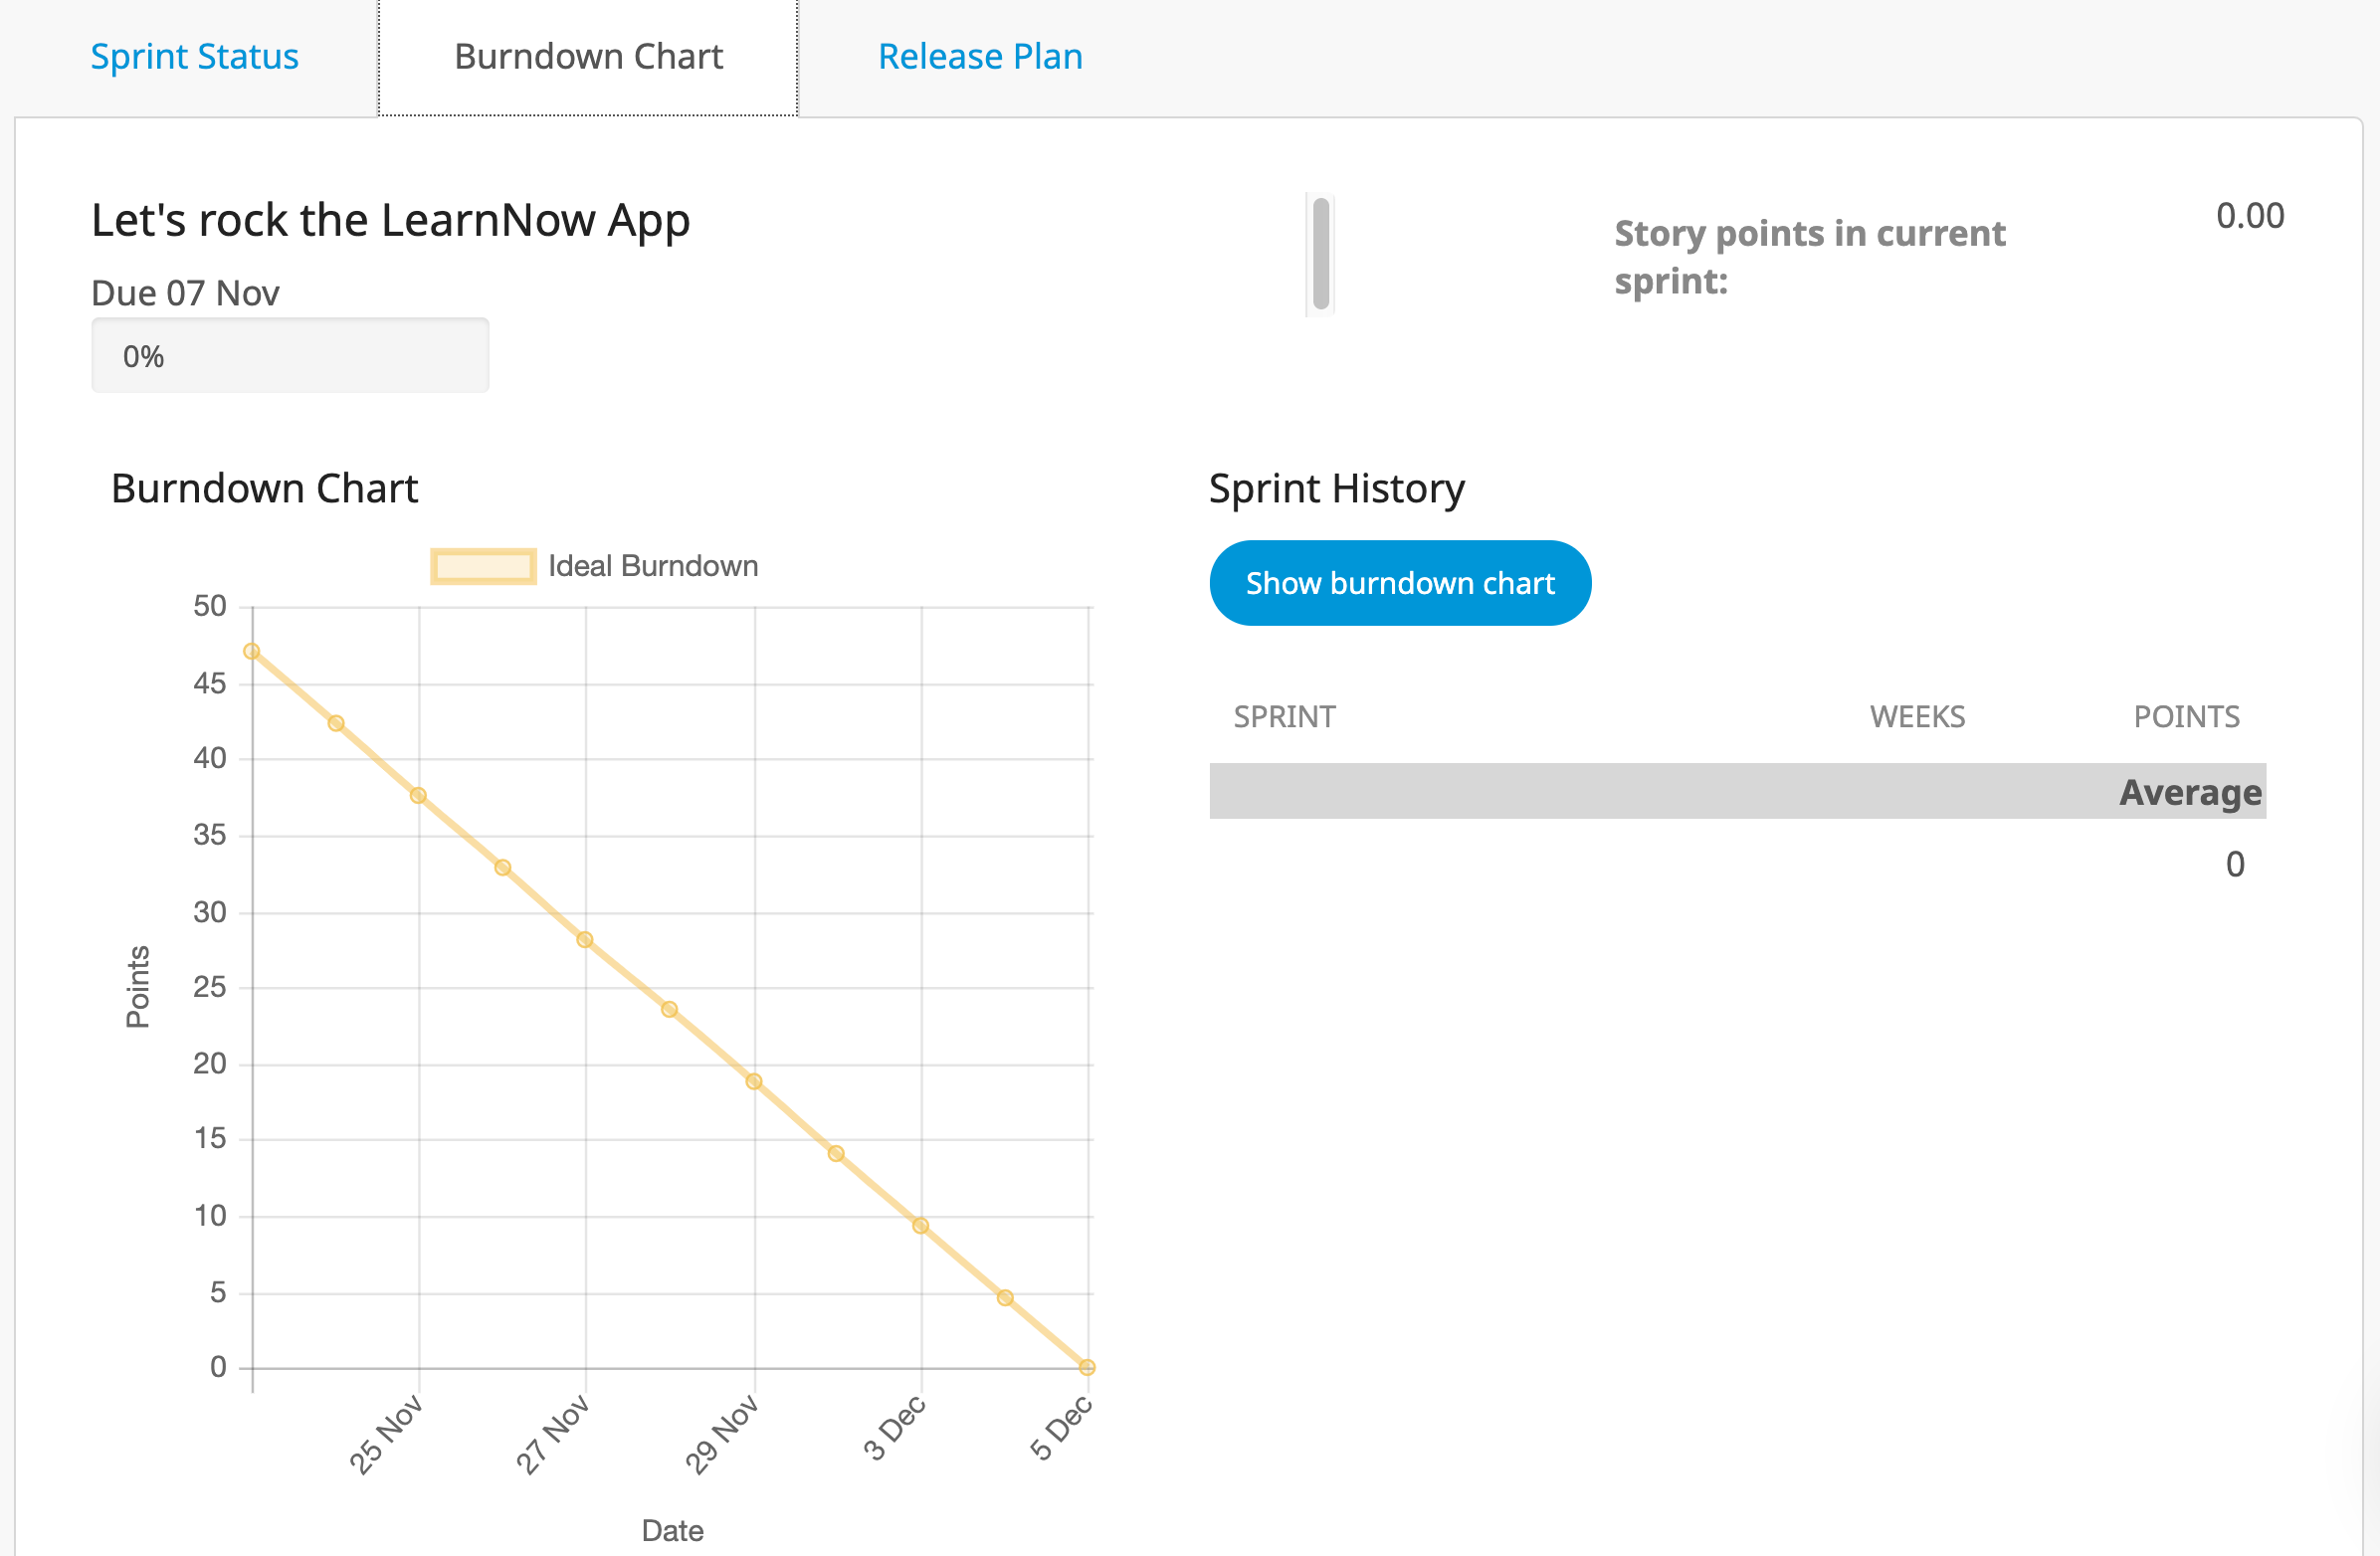 Sprint Status
Burndown Chart
Release Plan
Let's rock the LearnNow App
Due 07 Nov
0%
Story points in current
sprint:
0.00
Burndown Chart
Ideal Burndown
50
45
40
35
30
25
20
15
10
5
0
Points
25 Nov
27 Nov
29 Nov
3 Dec
5 Dec
Date
Sprint History
Show burndown chart
SPRINT WEEKS POINTS
Average
0